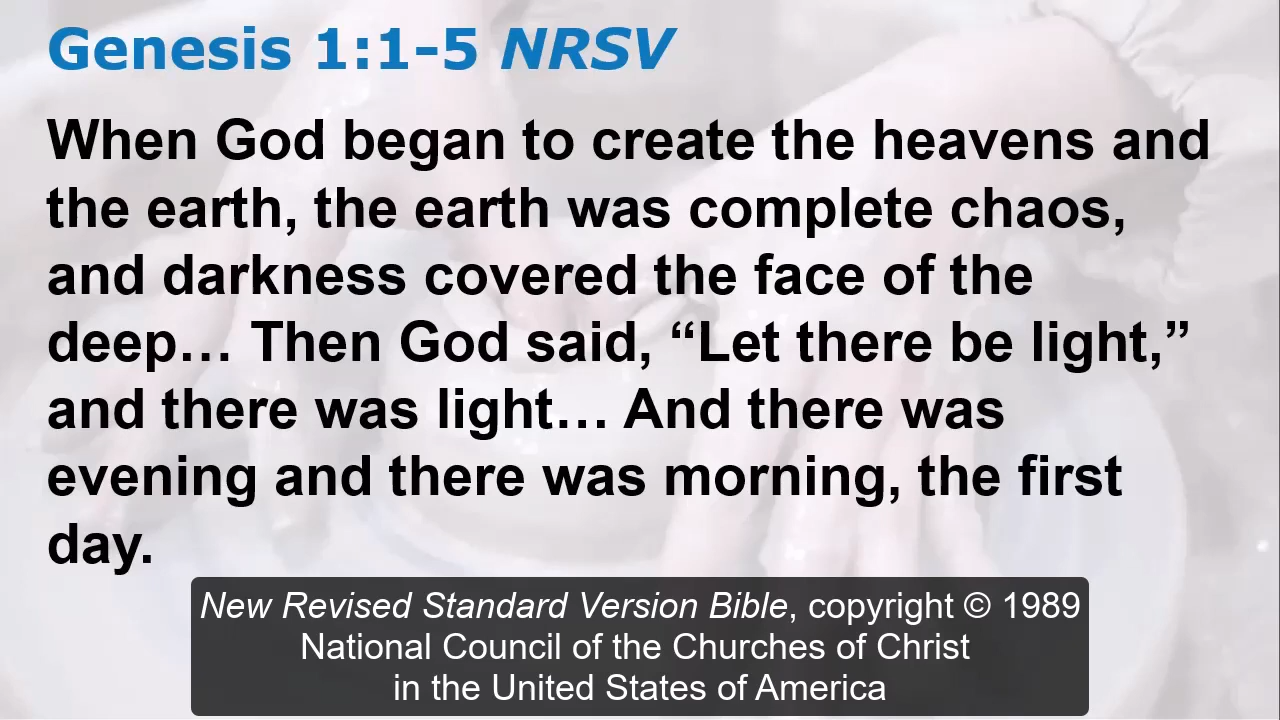 Genesis 1:1-5 NRSV
When God began to create the heavens and
the earth, the earth was complete chaos,
and darkness covered the face of the
deep… Then God said, “Let there be light,”
and there was light… And there was
evening and there was morning, the first
day.
New Revised Standard Version Bible, copyright © 1989
National Council of the Churches of Christ
in the United States of America